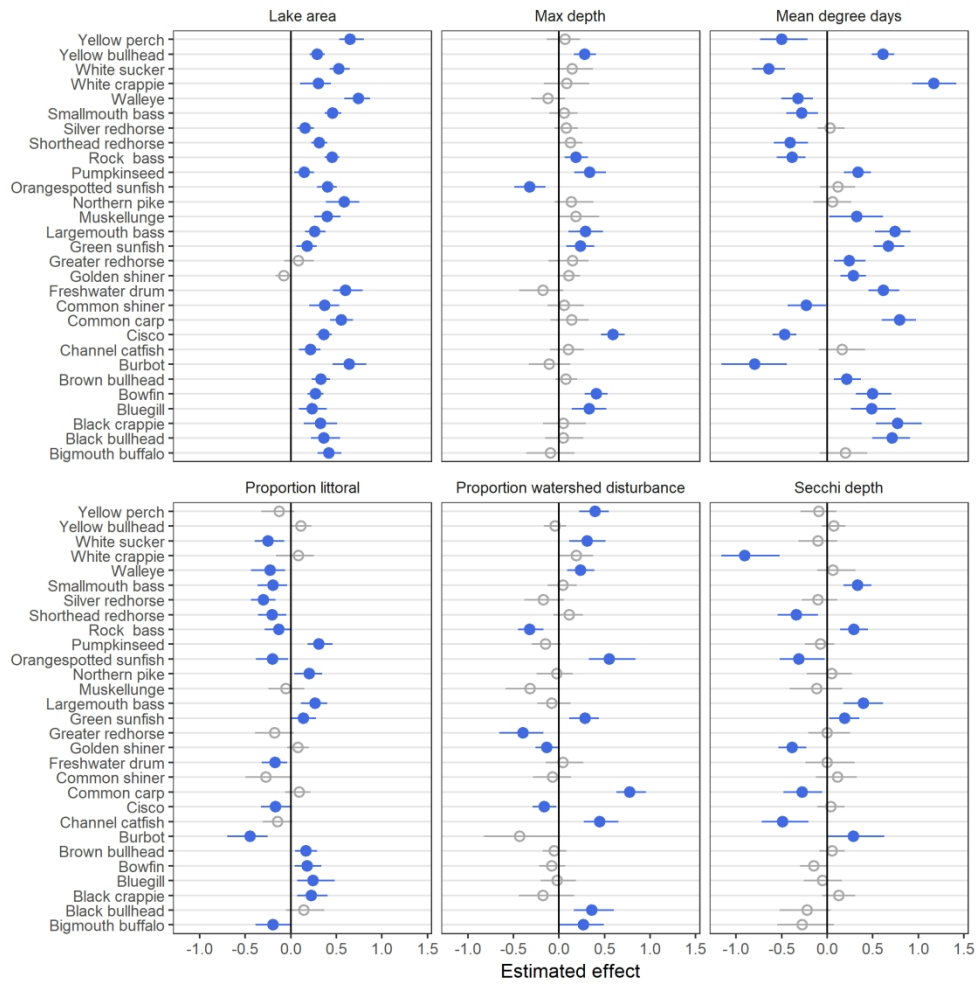 Lake area
Max depth
Mean degree days
Yellow perch
Yellow bullhead
White sucker
White crappie
Walleye
Smallmouth bass
Silver redhorse
Shorthead redhorse
Rock  bass
Pumpkinseed
Orangespotted sunfish
Northern pike
Muskellunge
Largemouth bass
Green sunfish
Greater redhorse
Golden shiner
Freshwater drum
Common shiner
Common carp
Cisco
Channel catfish
Burbot
Brown bullhead
Bowfin
Bluegill
Black crappie
Black bullhead
Bigmouth buffalo
Proportion littoral
Proportion watershed disturbance
Secchi depth
Yellow perch
Yellow bullhead
White sucker
White crappie
Walleye
Smallmouth bass
Silver redhorse
Shorthead redhorse
Rock  bass
Pumpkinseed
Orangespotted sunfish
Northern pike
Muskellunge
Largemouth bass
Green sunfish
Greater redhorse
Golden shiner
Freshwater drum
Common shiner
Common carp
Cisco
Channel catfish
Burbot
Brown bullhead
Bowfin
Bluegill
Black crappie
Black bullhead
Bigmouth buffalo
-1.0 -0.5 0.0 0.5 1.0 1.5
-1.0 -0.5 0.0 0.5 1.0 1.5
-1.0 -0.5 0.0 0.5 1.0 1.5
Estimated effect